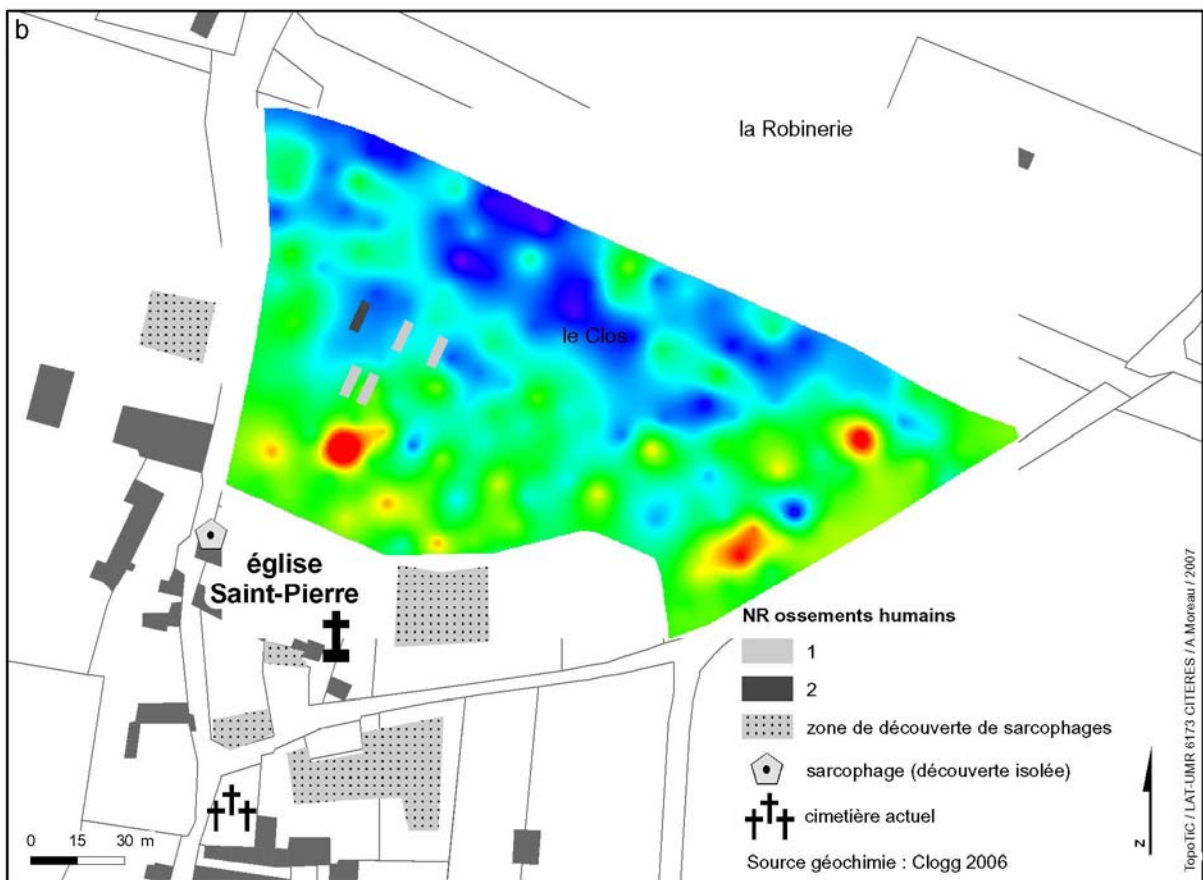 b
la Robinerie
le Clos
église
Saint-Pierre
NR ossements humains
1
2
zone de découverte de sarcophages
sarcophage (découverte isolée)
cimetière actuel
Source géochimie : Clogg 2006
0 15 30 m
N
TopoTiC / LAT-UMR 6173 CITERES / A.Moreau / 2007